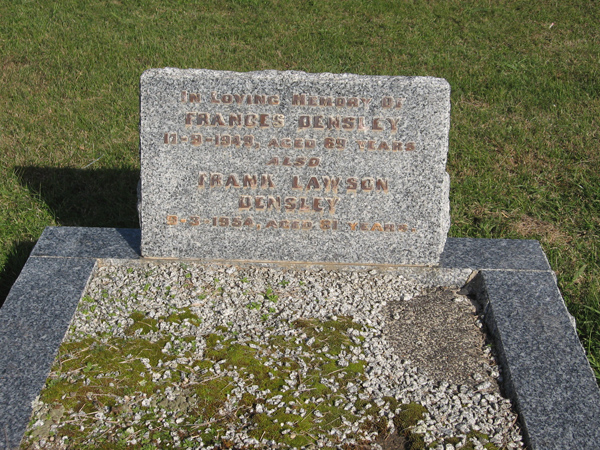 IN LOVING MEMORY OF
FRANCES DENSLEY
AGED 69 YEARS
ALSO
FRANK LAWSON
DENSLEY
AGED 81 YEARS.